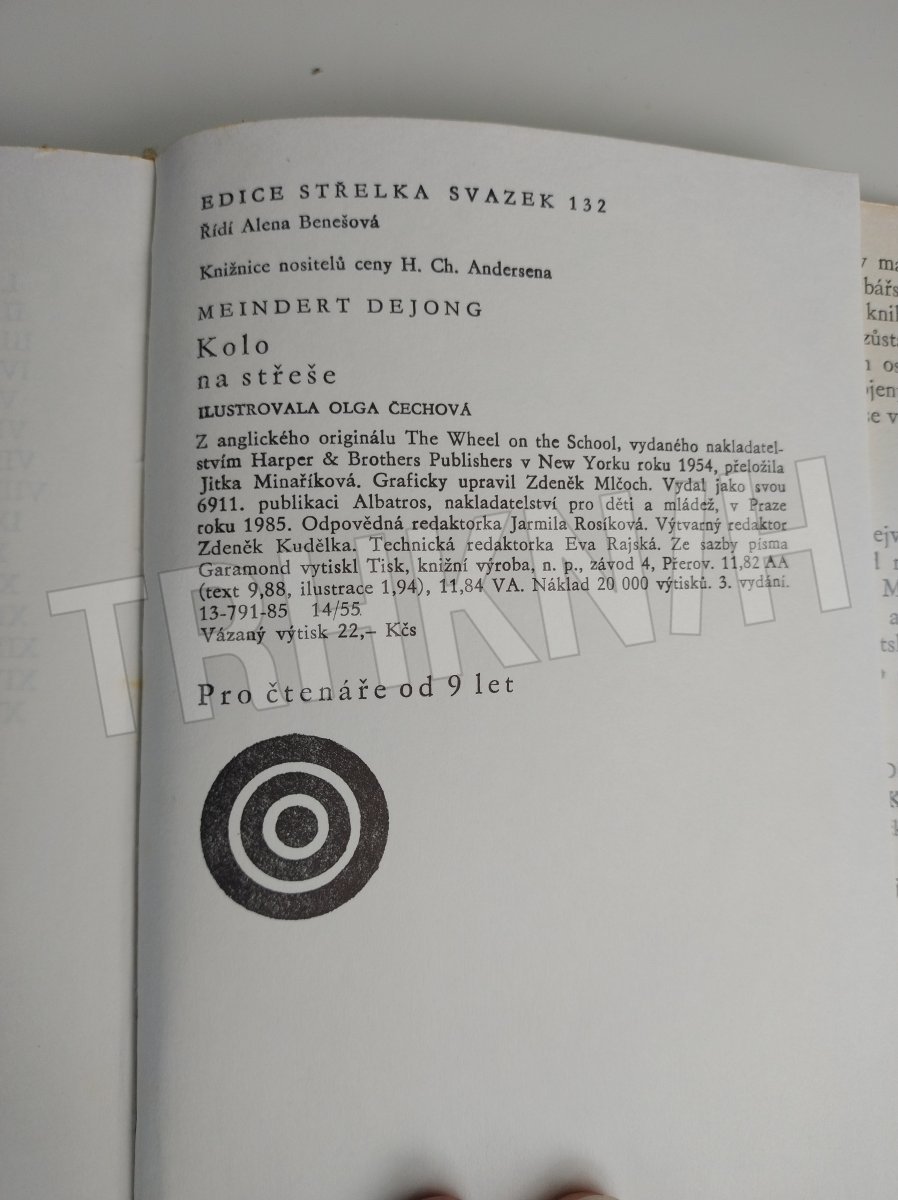 EDICE STŘELKA SVAZEK 132
Řídí Alena Benešová
Knižnice nositelů ceny H. Ch. Andersena
MEINDERT DEJONG
Kolo
na střeše
ILUSTROVALA OLGA ČECHOVÁ
Z anglického originálu The Wheel on the School, vydaného nakladatel-
stvím Harper & Brothers Publishers v New Yorku roku 1954, přeložila
Jitka Minaříková. Graficky upravil Zdeněk Mlčoch. Vydal jako svou
6911. publikaci Albatros, nakladatelství pro děti a mládež, v Praze
roku 1985. Odpovědná redaktorka Jarmila Rosíková. Výtvarný redaktor
Zdeněk Kudělka. Technická redaktorka Eva Rajská. Ze sazby písma
Garamond vytiskl Tisk, knižní výroba, n. p., závod 4, Přerov. 11,82 AA
(text 9,88, ilustrace 1,94), 11,84 VA. Náklad 20 000 výtisků. 3. vydání.
13-791-85 14/55
Vázaný výtisk 22,- Kčs
Pro čtenáře od 9 let
TRHKNIH